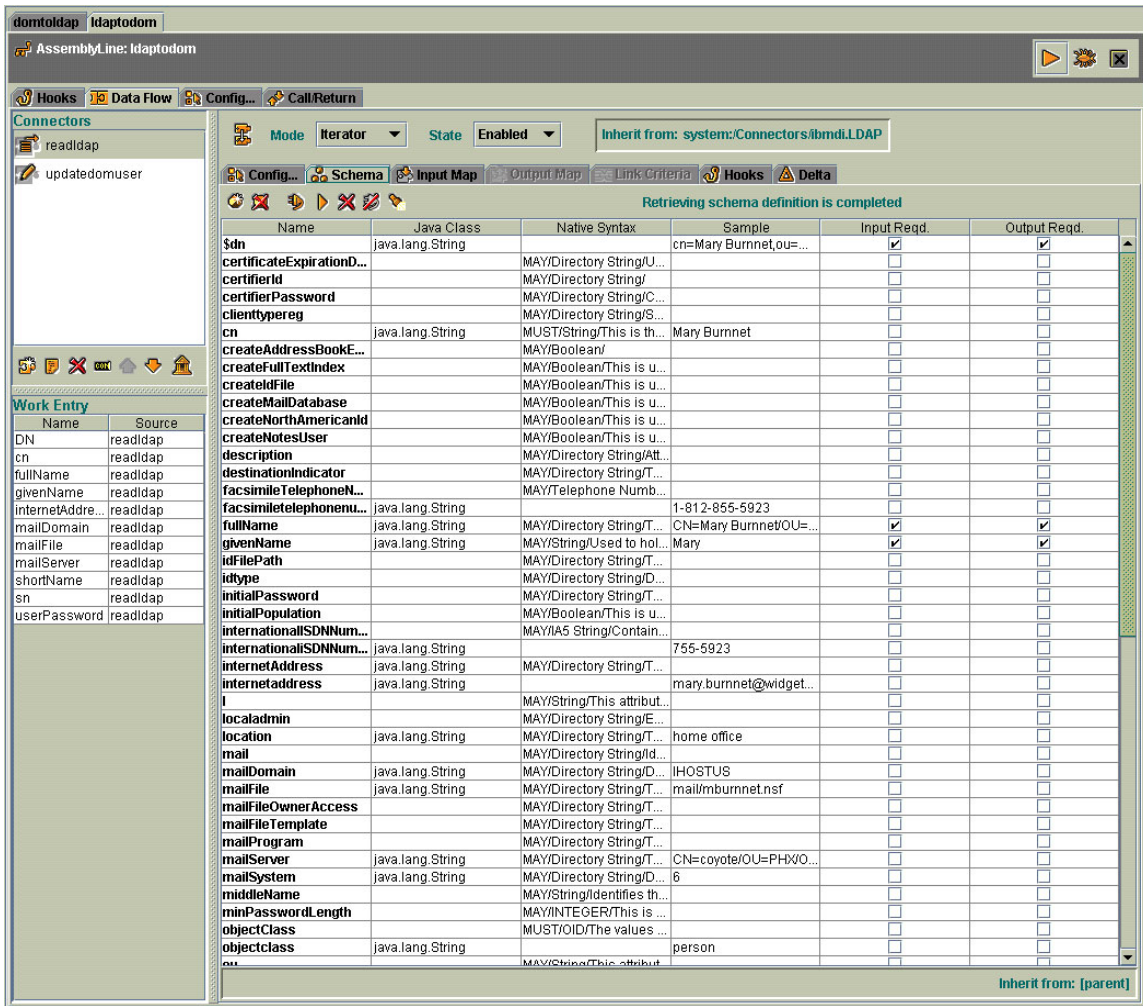 domtoldap ldaptodom
AssemblyLine: ldaptodom
Hooks Data Flow Config... Call/Return
Connectors
readldap
updatedomuser
Work Entry
Name Source
DN readldap
cn readldap
fullName readldap
givenName readldap
internetAddre... readldap
mailDomain readldap
mailFile readldap
mailServer readldap
shortName readldap
sn readldap
userPassword readldap
Mode Iterator State Enabled Inherit from: system:/Connectors/ibmdi.LDAP
Config... Schema Input Map Output Map Link Criteria Hooks Delta
Retrieving schema definition is completed
Name Java Class Native Syntax Sample Input Reqd. Output Reqd.
$dn java.lang.String cn=Mary Burnnet,ou=...
certificateExpirationD... MAY/Directory String/U...
certifierId MAY/Directory String/
certifierPassword MAY/Directory String/C...
clienttypereg MAY/Directory String/S...
cn java.lang.String MUST/String/This is th... Mary Burnnet
createAddressBookE... MAY/Boolean/
createFullTextIndex MAY/Boolean/This is u...
createIdFile MAY/Boolean/This is u...
createMailDatabase MAY/Boolean/This is u...
createNorthAmericanId MAY/Boolean/This is u...
createNotesUser MAY/Boolean/This is u...
description MAY/Directory String/Att...
destinationIndicator MAY/Directory String/T...
facsimileTelephoneN... MAY/Telephone Numb...
facsimiletelephonenu... java.lang.String 1-812-855-5923
fullName java.lang.String MAY/Directory String/T... CN=Mary Burnnet/OU=...
givenName java.lang.String MAY/String/Used to hol... Mary
idFilePath MAY/Directory String/T...
idtype MAY/Directory String/D...
initialPassword MAY/Directory String/T...
initialPopulation MAY/Boolean/This is u...
internationalISDNNum... MAY/IA5 String/Contain...
internationaliSDNNum... java.lang.String 755-5923
internetAddress java.lang.String MAY/Directory String/T...
internetaddress java.lang.String mary.burnnet@widget...
l MAY/String/This attribut...
localadmin MAY/Directory String/E...
location java.lang.String MAY/Directory String/T... home office
mail MAY/Directory String/Id...
mailDomain java.lang.String MAY/Directory String/D... IHOSTUS
mailFile java.lang.String MAY/Directory String/T... mail/mburnnet.nsf
mailFileOwnerAccess MAY/Directory String/T...
mailFileTemplate MAY/Directory String/T...
mailProgram MAY/Directory String/T...
mailServer java.lang.String MAY/Directory String/T... CN=coyote/OU=PHX/O...
mailSystem java.lang.String MAY/Directory String/D... 6
middleName MAY/String/Identifies th...
minPasswordLength MAY/INTEGER/This is ...
objectClass MUST/OID/The values ...
objectclass java.lang.String person
ou MAY/String/This attribut
Inherit from: [parent]